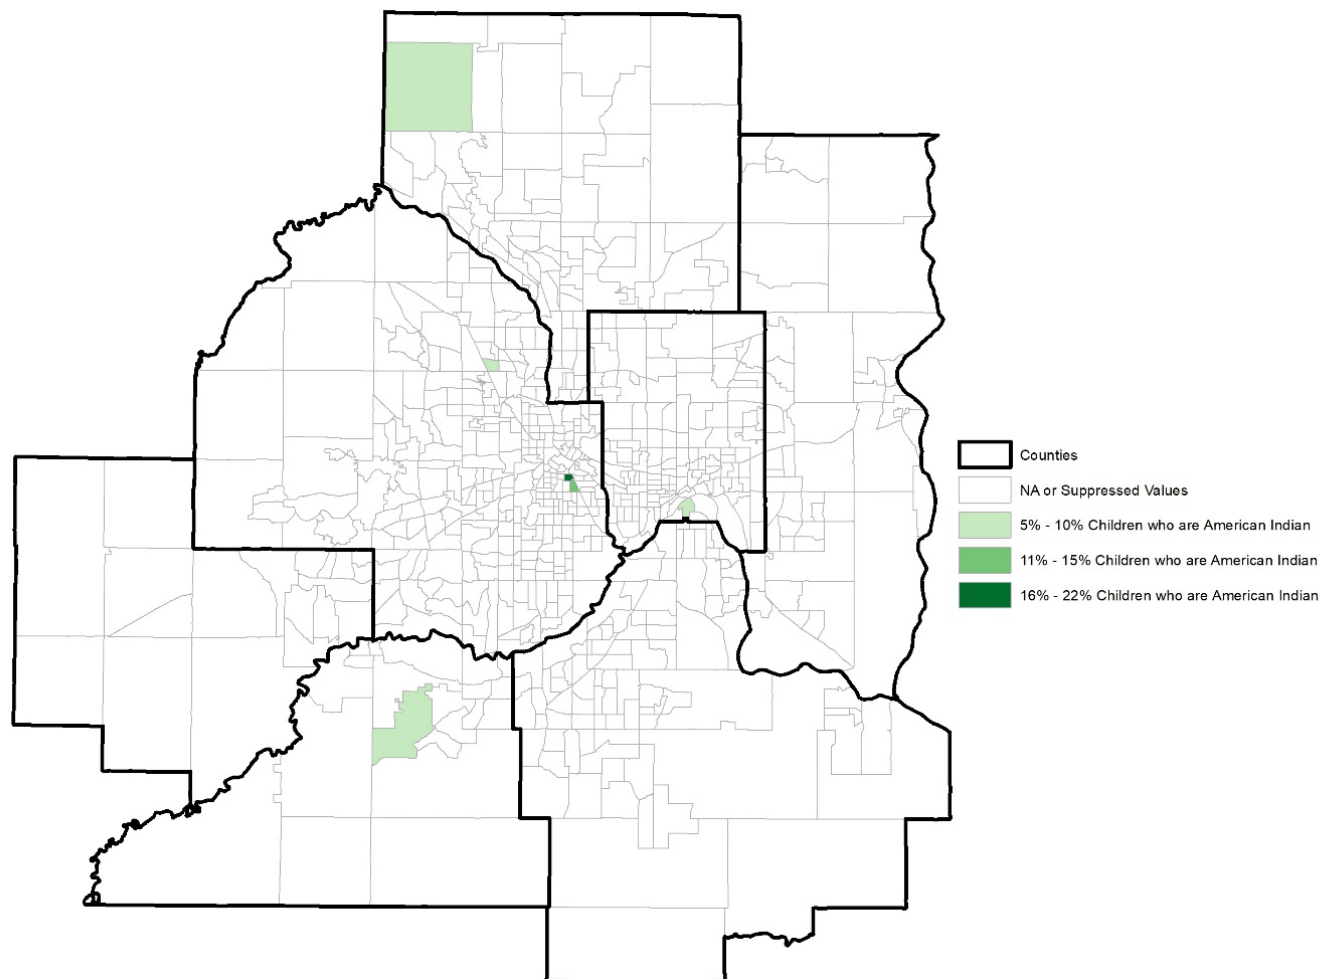 Counties
NA or Suppressed Values
5% - 10% Children who are American Indian
11% - 15% Children who are American Indian
16% - 22% Children who are American Indian